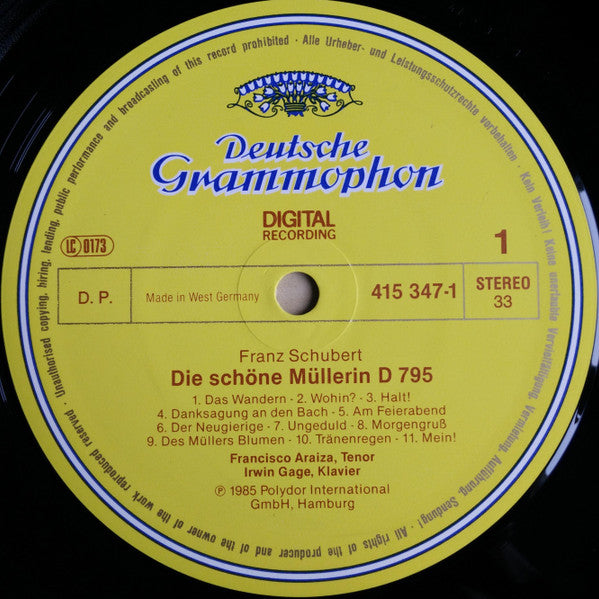 Deutsche
Grammophon
DIGITAL
RECORDING
LC 0173
1
D. P.
Made in West Germany
415 347-1
STEREO
33
Franz Schubert
Die schöne Müllerin D 795
1. Das Wandern · 2. Wohin? · 3. Halt!
4. Danksagung an den Bach · 5. Am Feierabend
6. Der Neugierige · 7. Ungeduld · 8. Morgengruß
9. Des Müllers Blumen · 10. Tränenregen · 11. Mein!
Francisco Araiza, Tenor
Irwin Gage, Klavier
℗ 1985 Polydor International
GmbH, Hamburg
Alle Urheber- und Leistungsschutzrechte vorbehalten · Kein Verleih! Keine unerlaubte Vervielfältigung, Vermietung, Aufführung, Sendung! · All rights of the producer and of the owner of the work reproduced reserved · Unauthorised copying, hiring, lending, public performance and broadcasting of this record prohibited ·